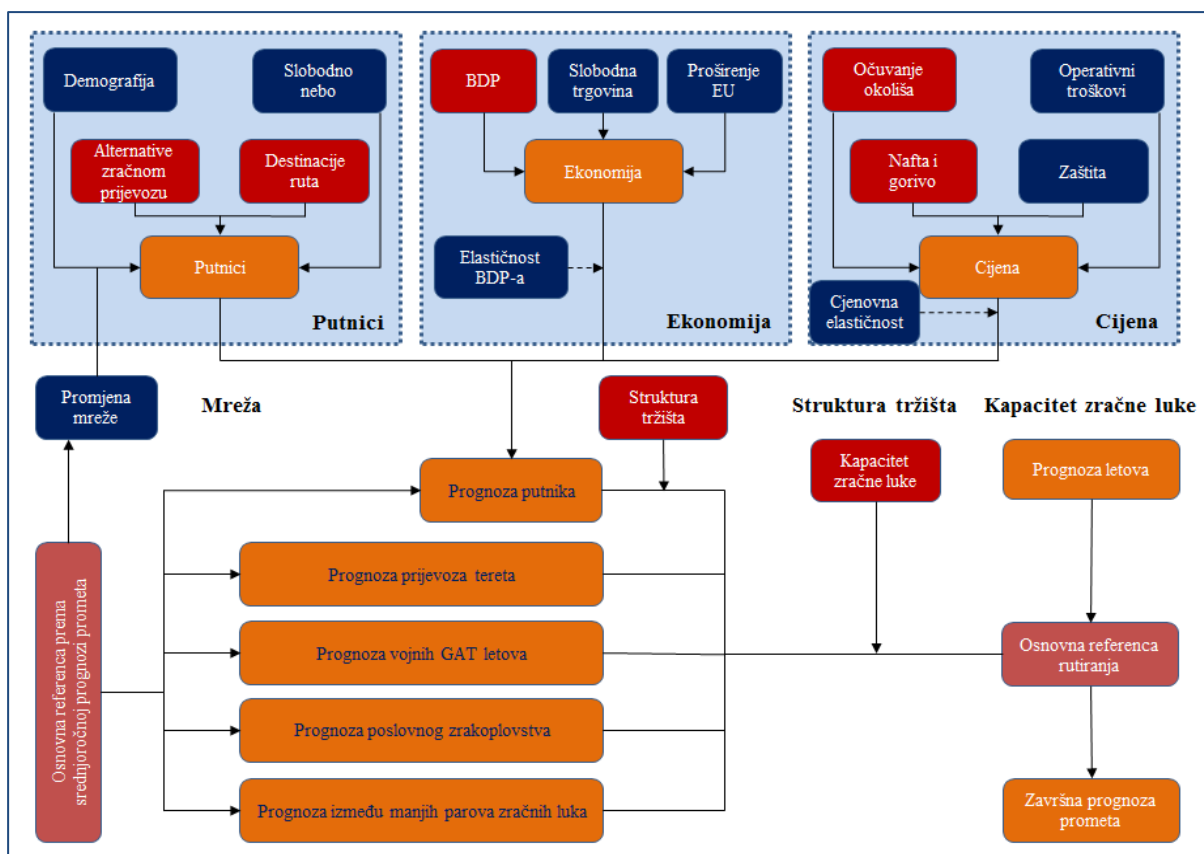 Demografija
Slobodno
nebo
Alternative
zračnom
prijevozu
Destinacije
ruta
Putnici
Putnici
BDP
Slobodna
trgovina
Proširenje
EU
Ekonomija
Elastičnost
BDP-a
Ekonomija
Očuvanje
okoliša
Operativni
troškovi
Nafta i
gorivo
Zaštita
Cijena
Cjenovna
elastičnost
Cijena
Promjena
mreže
Mreža
Struktura
tržišta
Struktura tržišta
Kapacitet zračne luke
Kapacitet
zračne luke
Prognoza letova
Prognoza putnika
Osnovna referenca prema
srednjoročnoj prognozi prometa
Prognoza prijevoza tereta
Prognoza vojnih GAT letova
Osnovna referenca
rutiranja
Prognoza poslovnog zrakoplovstva
Prognoza između manjih parova zračnih luka
Završna prognoza
prometa